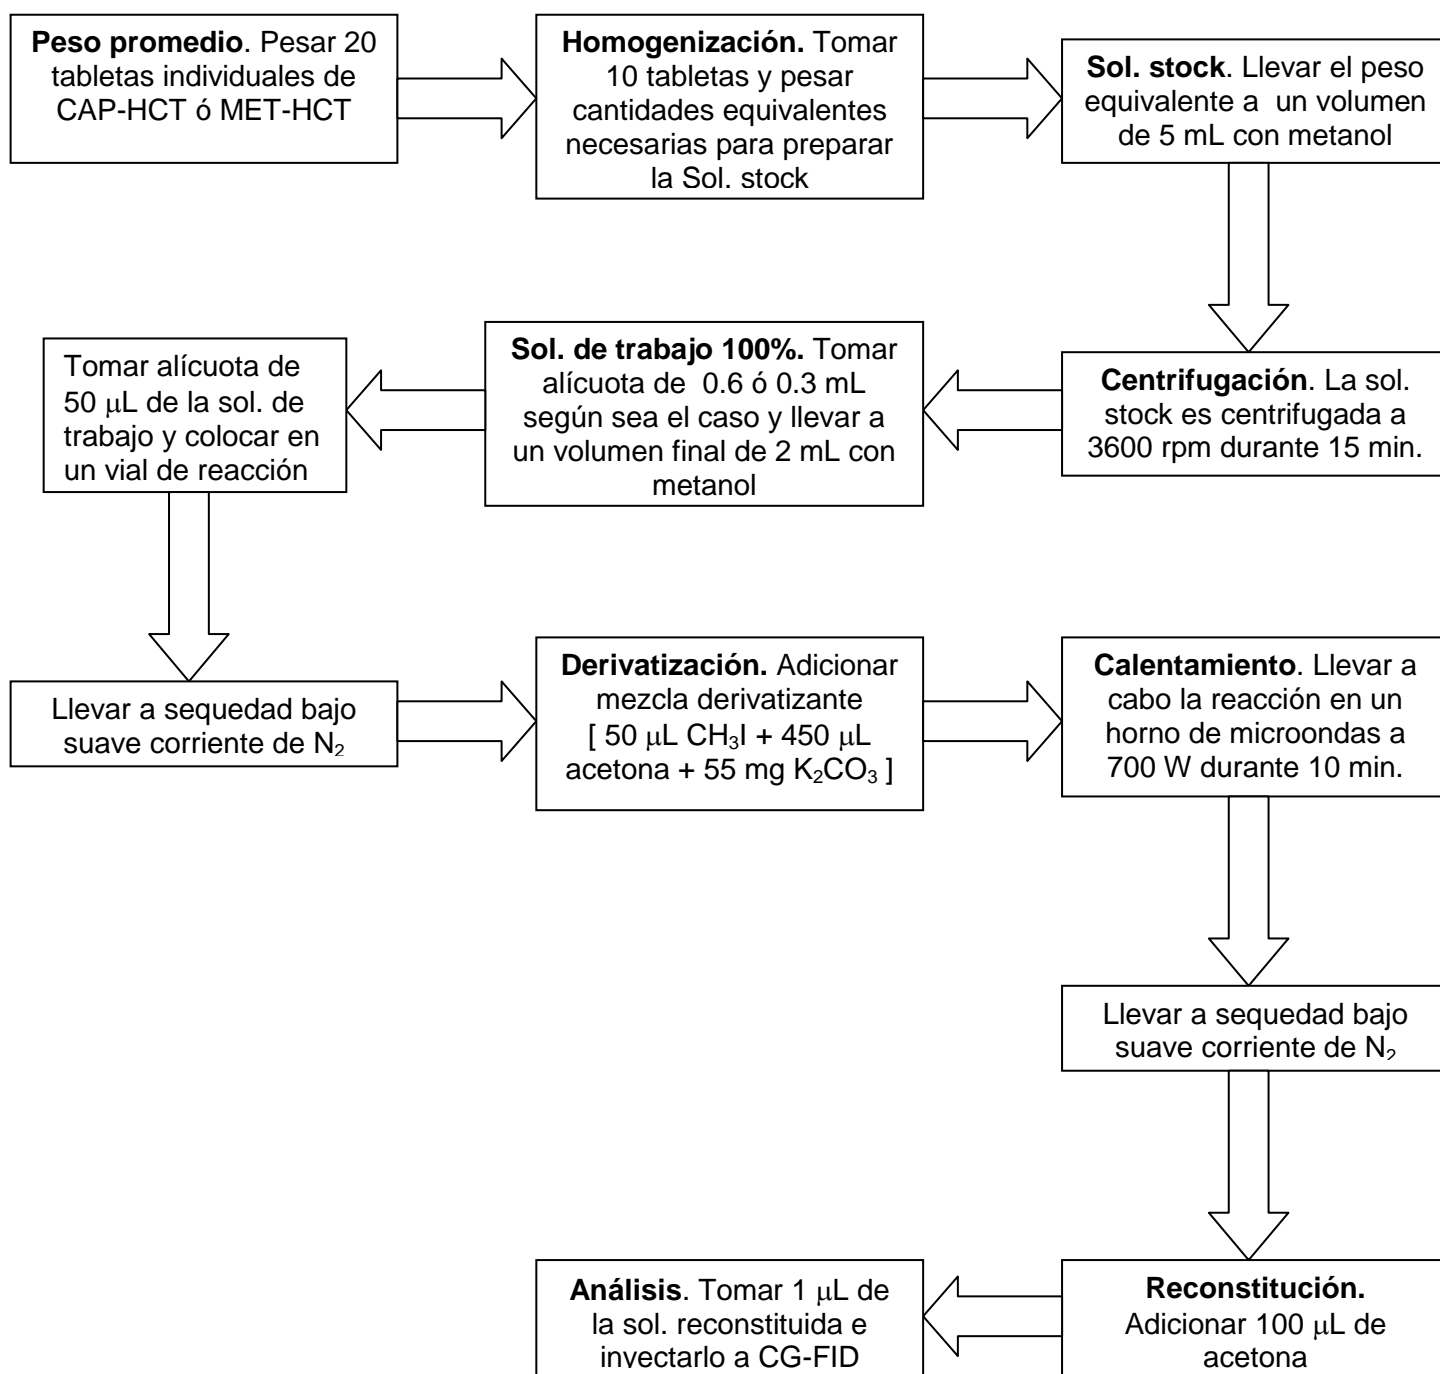 Peso promedio. Pesar 20
tabletas individuales de
CAP-HCT ó MET-HCT
Homogenización. Tomar
10 tabletas y pesar
cantidades equivalentes
necesarias para preparar
la Sol. stock
Sol. stock. Llevar el peso
equivalente a un volumen
de 5 mL con metanol
Centrifugación. La sol.
stock es centrifugada a
3600 rpm durante 15 min.
Sol. de trabajo 100%. Tomar
alícuota de 0.6 ó 0.3 mL
según sea el caso y llevar a
un volumen final de 2 mL con
metanol
Tomar alícuota de
50 μL de la sol. de
trabajo y colocar en
un vial de reacción
Llevar a sequedad bajo
suave corriente de N₂
Derivatización. Adicionar
mezcla derivatizante
[ 50 μL CH₃I + 450 μL
acetona + 55 mg K₂CO₃ ]
Calentamiento. Llevar a
cabo la reacción en un
horno de microondas a
700 W durante 10 min.
Llevar a sequedad bajo
suave corriente de N₂
Reconstitución.
Adicionar 100 μL de
acetona
Análisis. Tomar 1 μL de
la sol. reconstituida e
inyectarlo a CG-FID